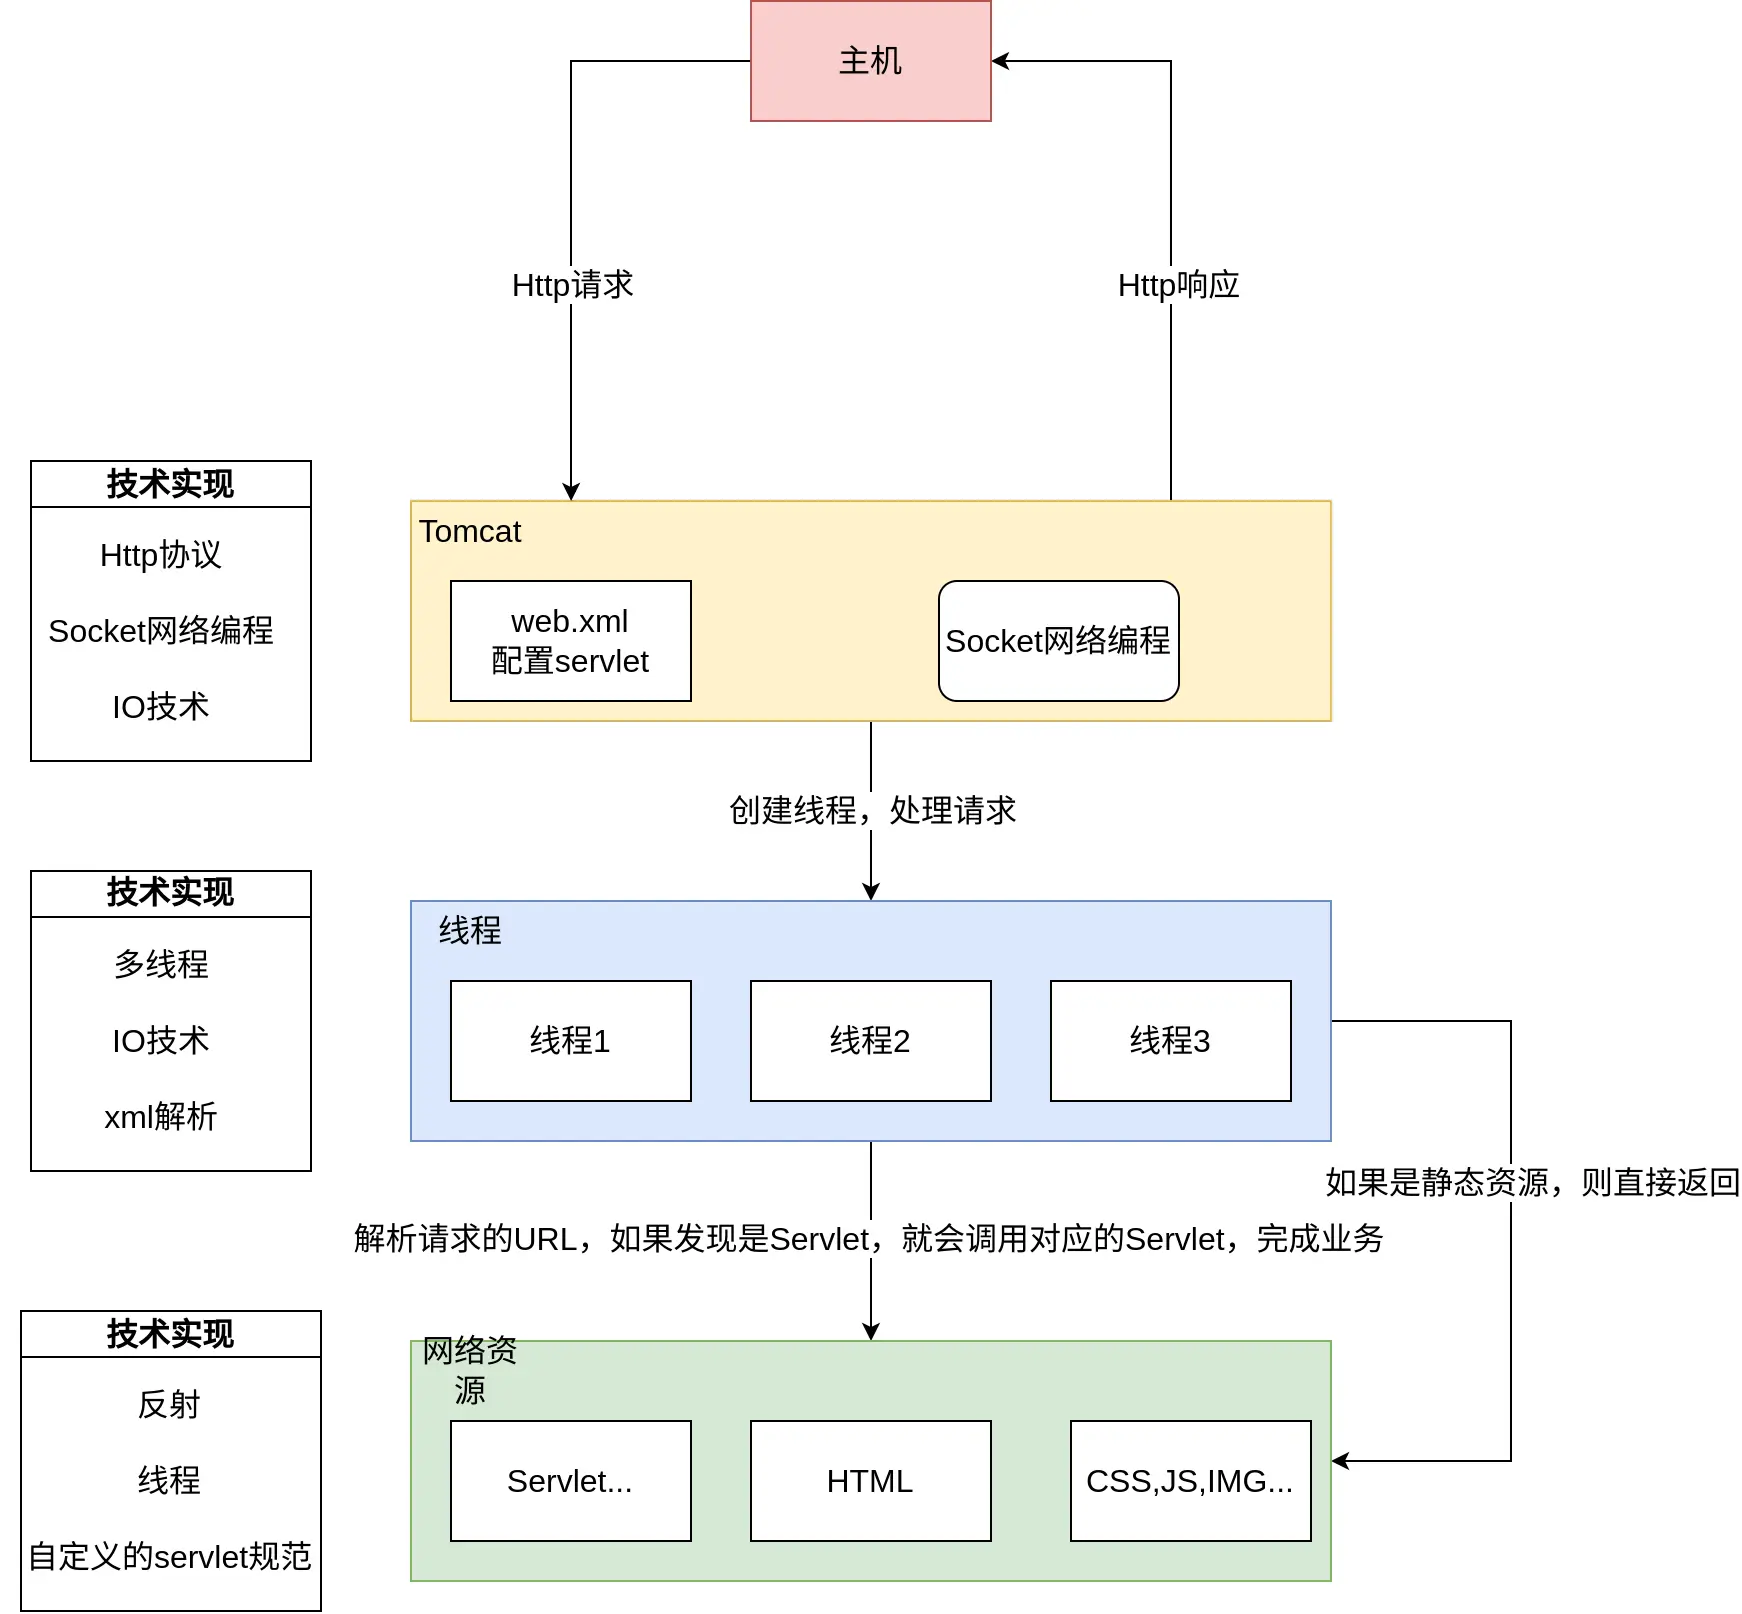 主机
Http请求
Http响应
技术实现
Http协议
Socket网络编程
IO技术
Tomcat
web.xml
配置servlet
Socket网络编程
创建线程，处理请求
技术实现
多线程
IO技术
xml解析
线程
线程1
线程2
线程3
如果是静态资源，则直接返回
解析请求的URL，如果发现是Servlet，就会调用对应的Servlet，完成业务
技术实现
反射
线程
自定义的servlet规范
网络资
源
Servlet...
HTML
CSS,JS,IMG...